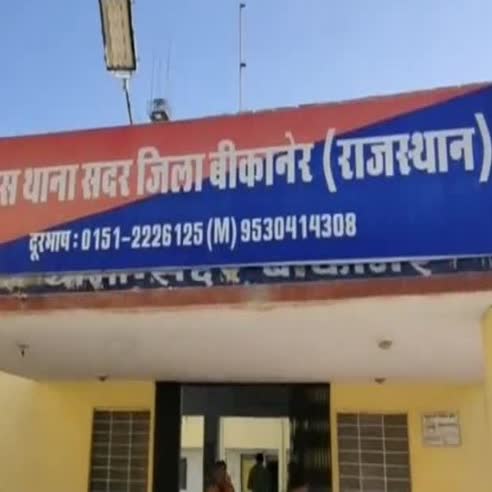 थाना सदर जिला बीकानेर (राजस्थान)
दूरभाष : 0151-2226125 (M) 9530414308